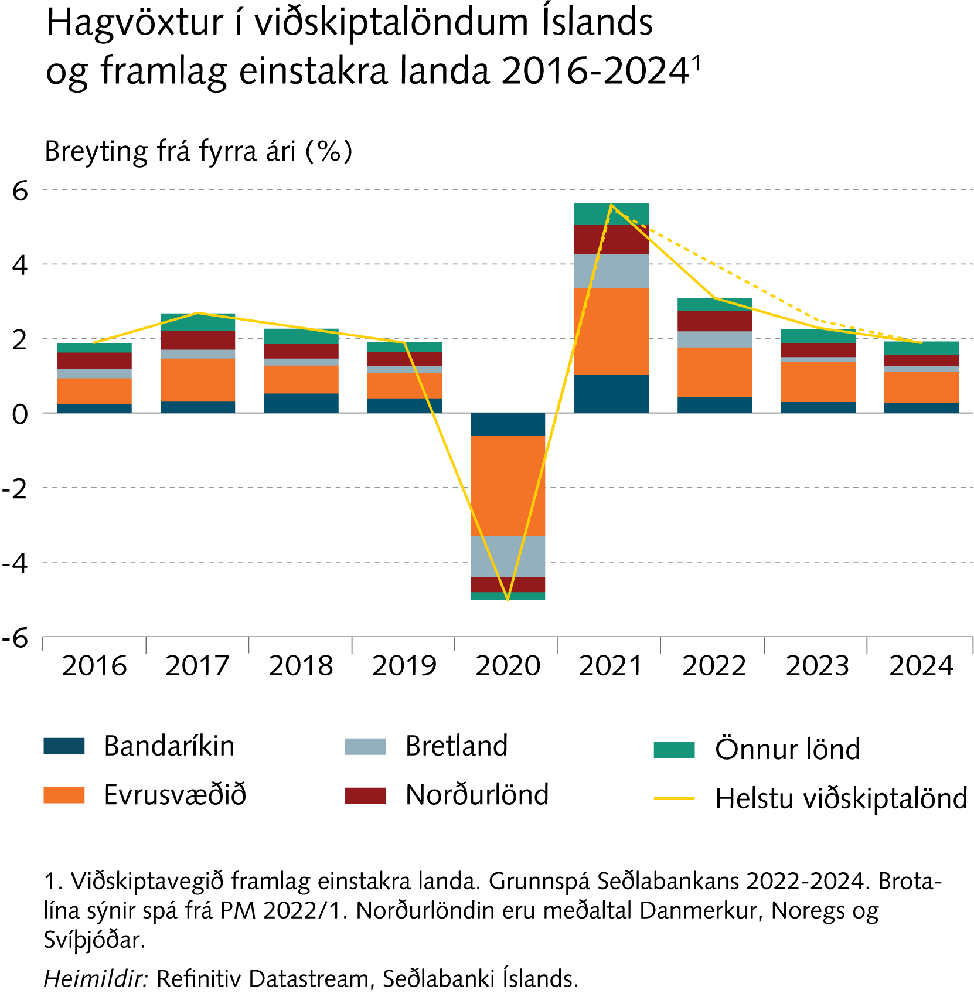 Hagvöxtur í viðskiptalöndum Íslands
og framlag einstakra landa 2016-2024¹
Breyting frá fyrra ári (%)
6
4
2
0
-2
-4
-6
2016 2017 2018 2019 2020 2021 2022 2023 2024
Bandaríkin Bretland Önnur lönd
Evrusvæðið Norðurlönd Helstu viðskiptalönd
1. Viðskiptavegið framlag einstakra landa. Grunnspá Seðlabankans 2022-2024. Brota-
lína sýnir spá frá PM 2022/1. Norðurlöndin eru meðaltal Danmerkur, Noregs og
Svíþjóðar.
Heimildir: Refinitiv Datastream, Seðlabanki Íslands.